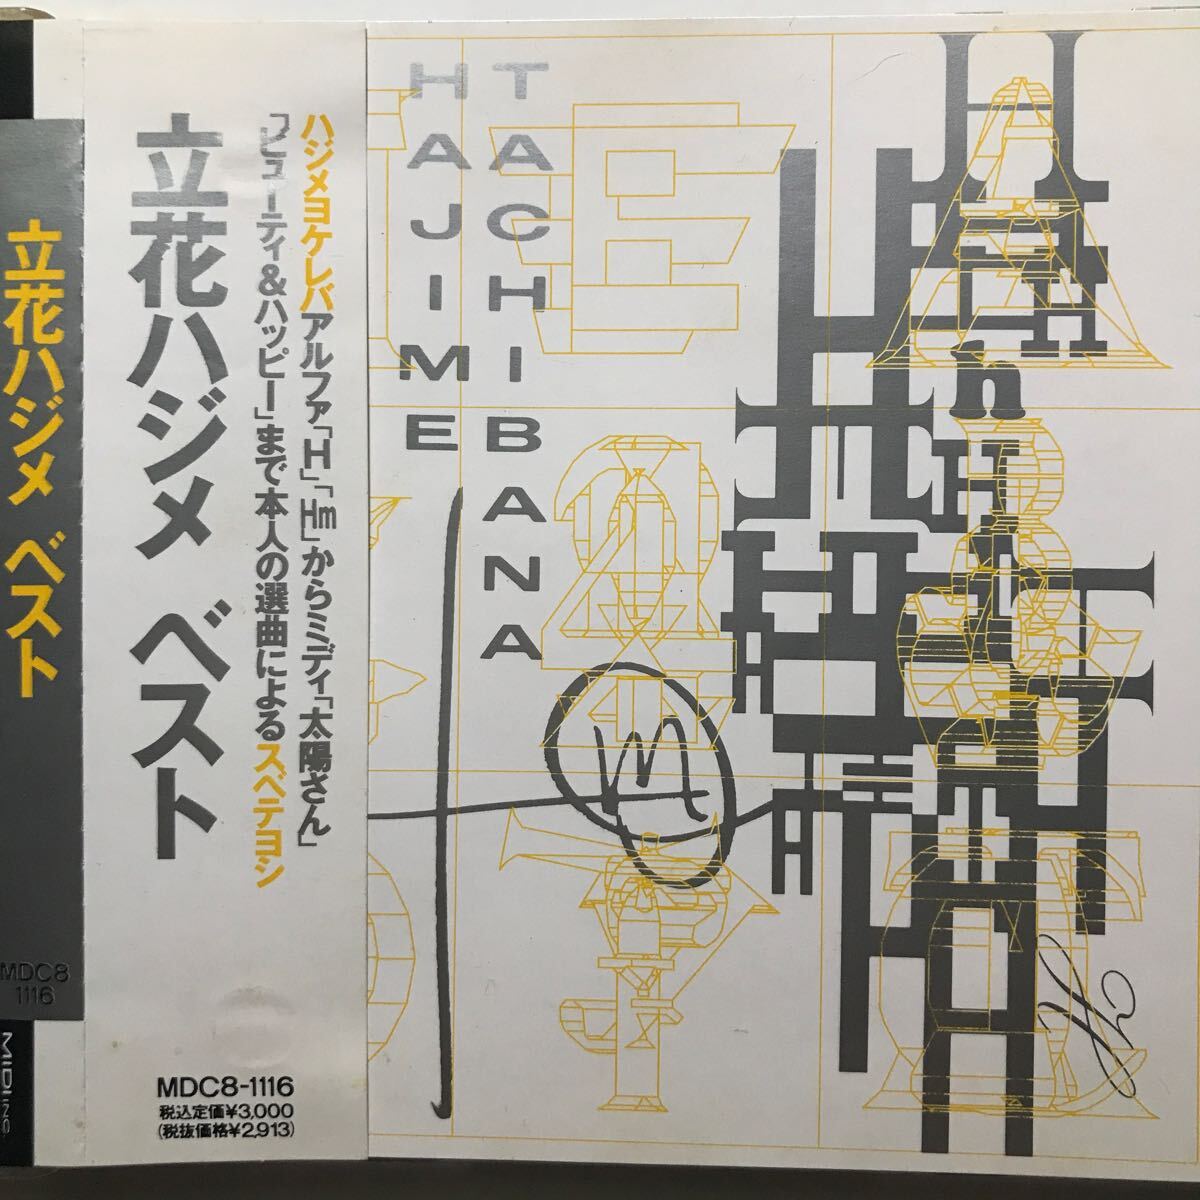 立花ハジメ ベスト
MDC8
1116
MIDI INC.
立花ハジメ ベスト
ハジメヨケレバアルファ「H」「Hm」からミディ「太陽さん」
「ビューティ&ハッピー」まで本人の選曲によるスベテヨシ
MDC8-1116
税込定価¥3,000
(税抜価格¥2,913)
HAJIME
TACHIBANA